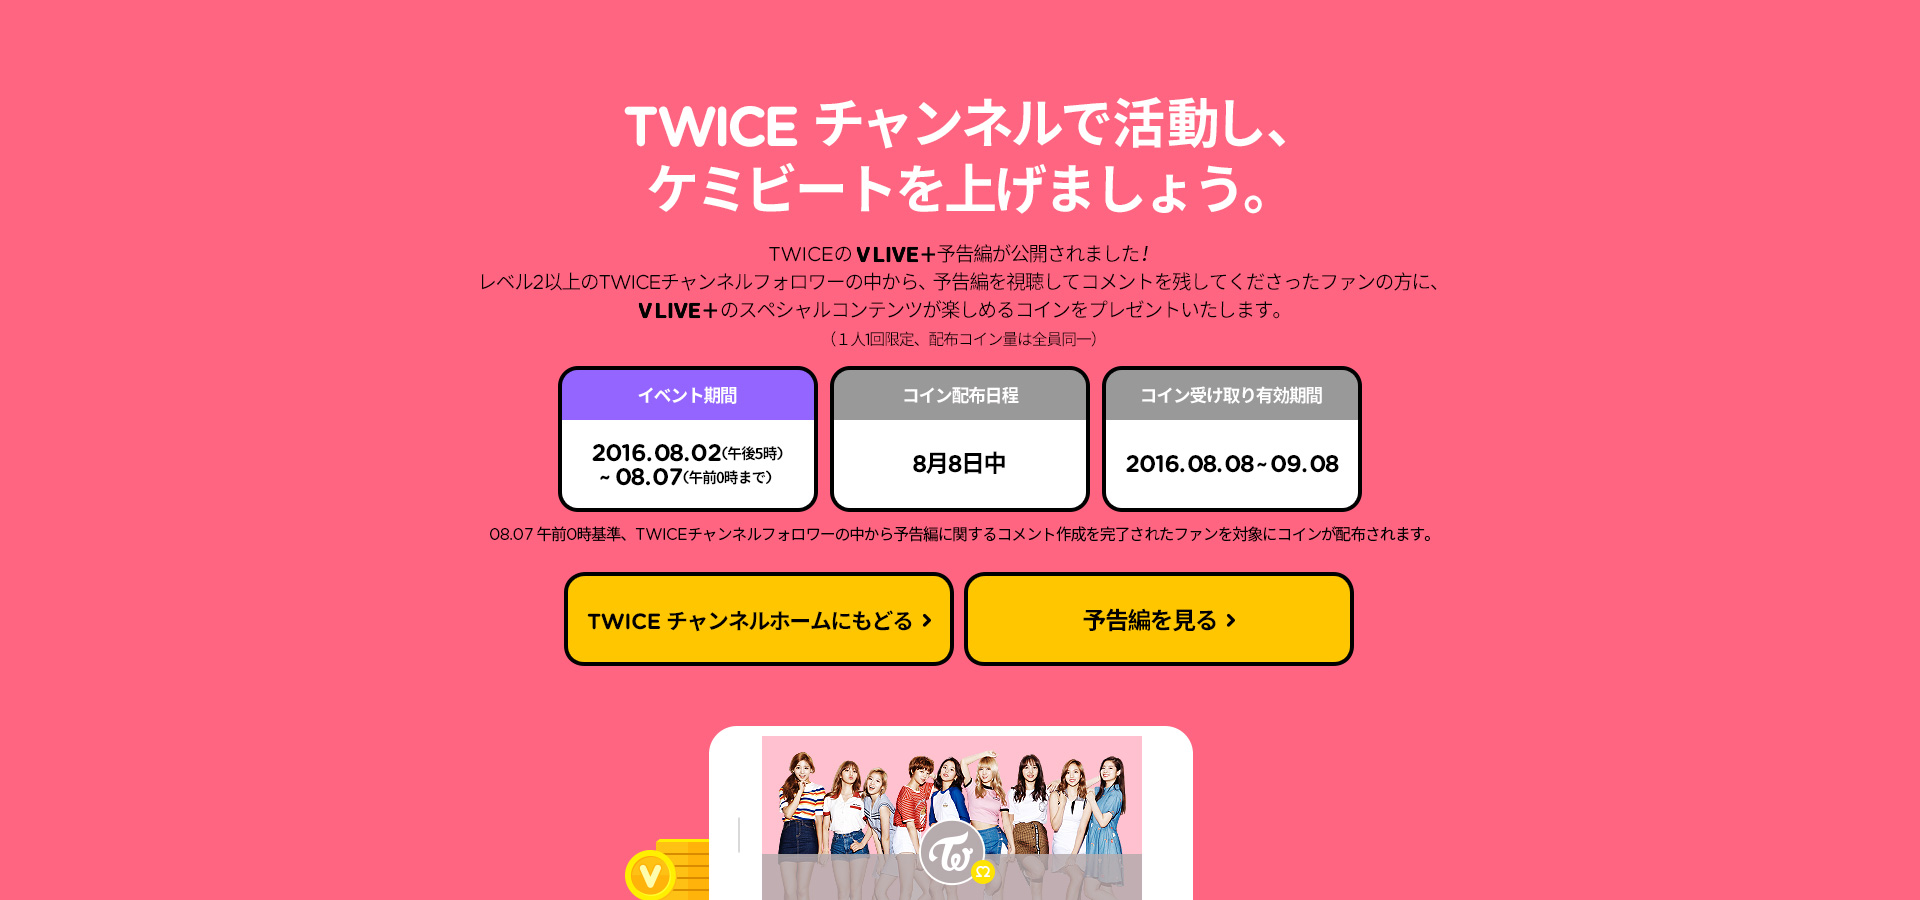 TWICE チャンネルで活動し、
ケミビートを上げましょう。
TWICEの V LIVE+予告編が公開されました!
レベル2以上のTWICEチャンネルフォロワーの中から、予告編を視聴してコメントを残してくださったファンの方に、
V LIVE+のスペシャルコンテンツが楽しめるコインをプレゼントいたします。
（１人1回限定、配布コイン量は全員同一）
イベント期間
2016.08.02(午後5時)
~ 08.07(午前0時まで)
コイン配布日程
8月8日中
コイン受け取り有効期間
2016.08.08~09.08
08.07 午前0時基準、TWICEチャンネルフォロワーの中から予告編に関するコメント作成を完了されたファンを対象にコインが配布されます。
TWICE チャンネルホームにもどる >
予告編を見る >
TW
V